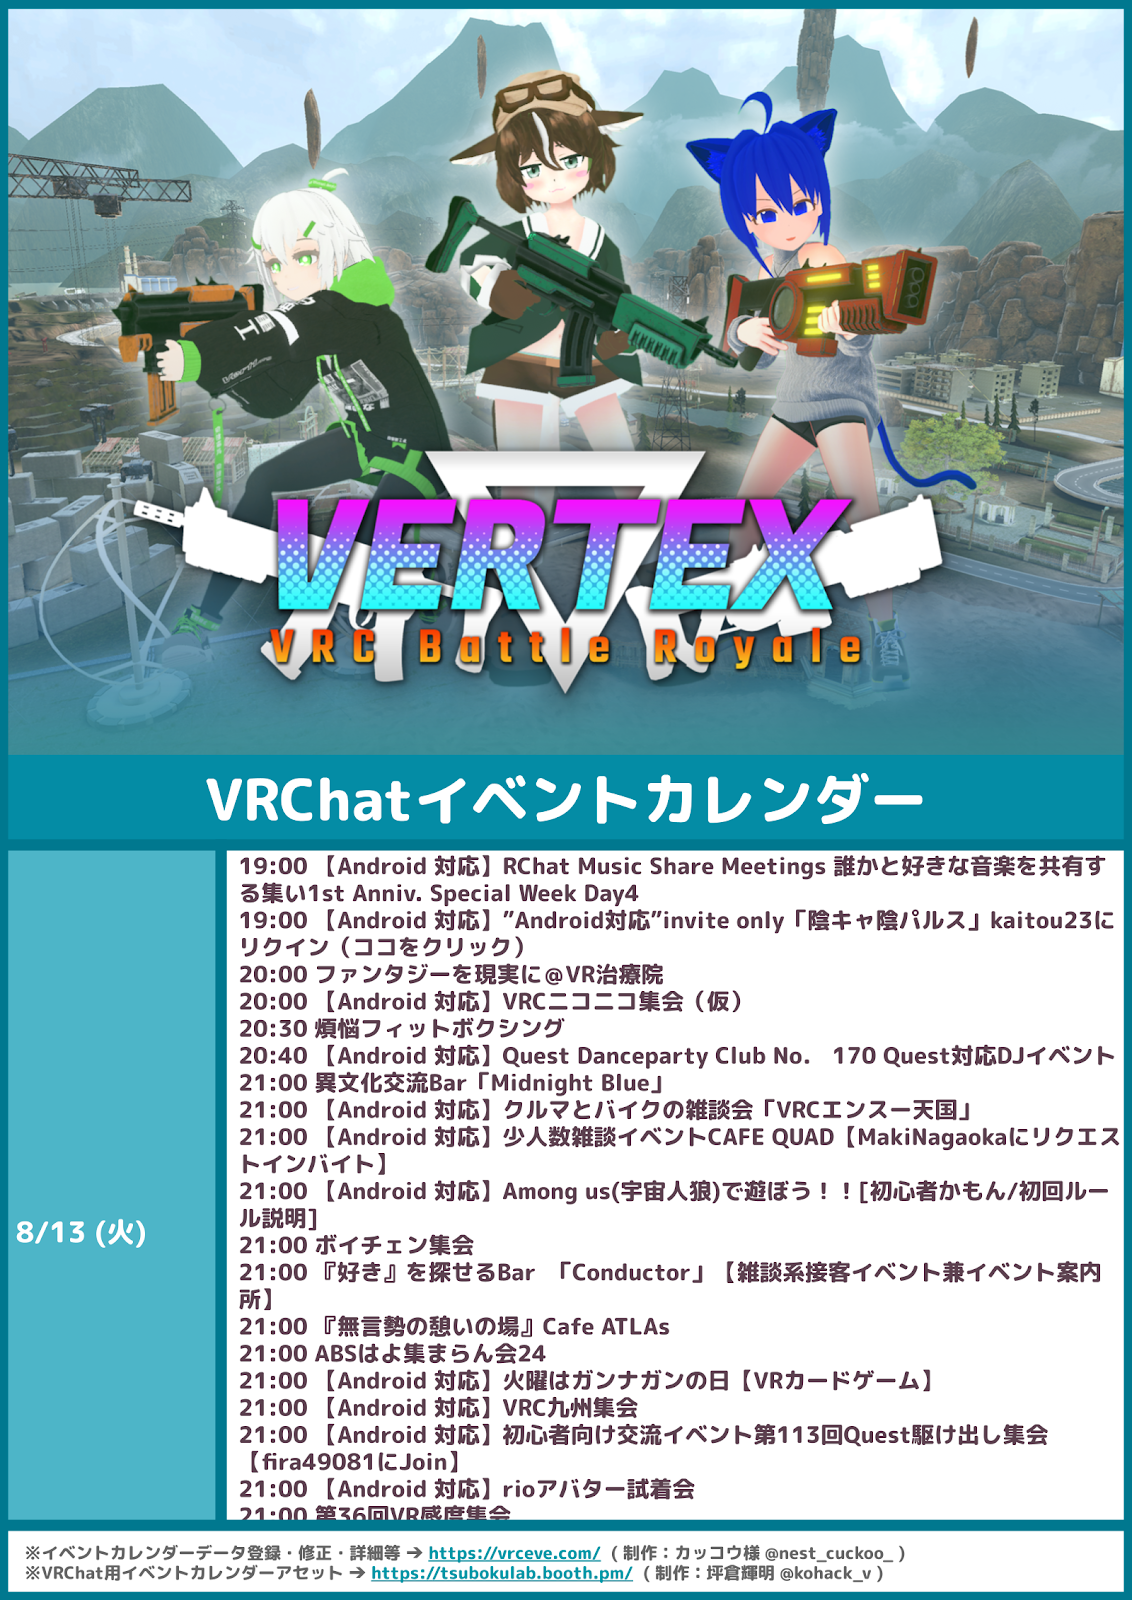 VERTEX
VRC Battle Royale
VRChatイベントカレンダー
8/13 (火)
19:00 【Android 対応】RChat Music Share Meetings 誰かと好きな音楽を共有す
る集い1st Anniv. Special Week Day4
19:00 【Android 対応】”Android対応”invite only「陰キャ陰パルス」kaitou23に
リクイン（ココをクリック）
20:00 ファンタジーを現実に@VR治療院
20:00 【Android 対応】VRCニコニコ集会（仮）
20:30 煩悩フィットボクシング
20:40 【Android 対応】Quest Danceparty Club No.　170 Quest対応DJイベント
21:00 異文化交流Bar「Midnight Blue」
21:00 【Android 対応】クルマとバイクの雑談会「VRCエンスー天国」
21:00 【Android 対応】少人数雑談イベントCAFE QUAD【MakiNagaokaにリクエス
トインバイト】
21:00 【Android 対応】Among us(宇宙人狼)で遊ぼう！！[初心者かもん/初回ルー
ル説明]
21:00 ボイチェン集会
21:00 『好き』を探せるBar　「Conductor」【雑談系接客イベント兼イベント案内
所】
21:00 『無言勢の憩いの場』Cafe ATLAs
21:00 ABSはよ集まらん会24
21:00 【Android 対応】火曜はガンナガンの日【VRカードゲーム】
21:00 【Android 対応】VRC九州集会
21:00 【Android 対応】初心者向け交流イベント第113回Quest駆け出し集会
【fira49081にJoin】
21:00 【Android 対応】rioアバター試着会
21:00 第36回VR感度集会
※イベントカレンダーデータ登録・修正・詳細等 → https://vrceve.com/ ( 制作：カッコウ様 @nest_cuckoo_ )
※VRChat用イベントカレンダーアセット → https://tsubokulab.booth.pm/ ( 制作：坪倉輝明 @kohack_v )